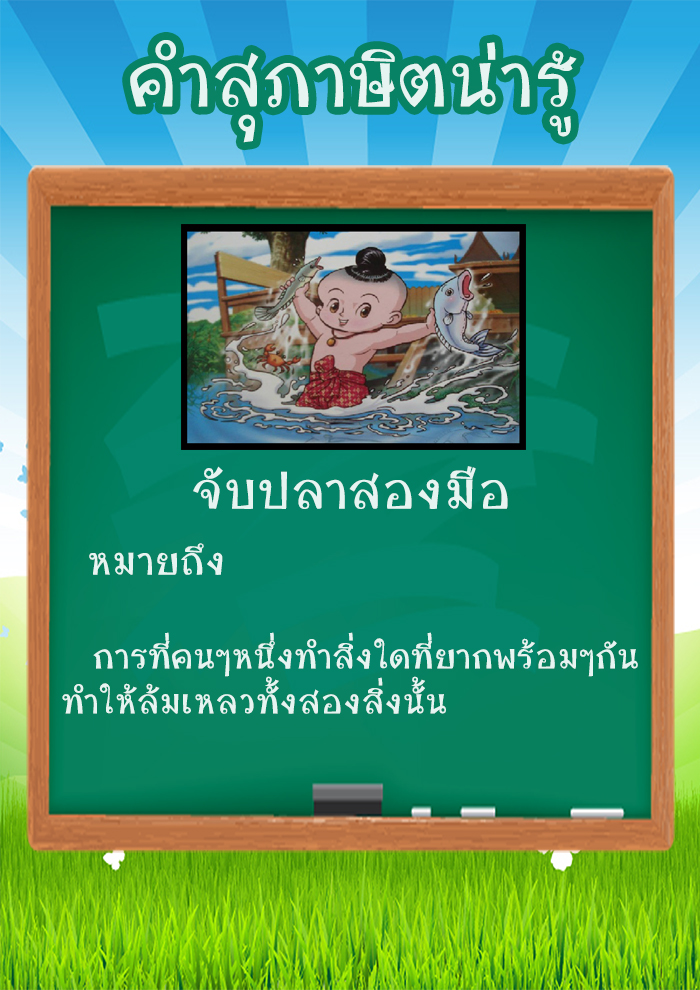 คำสุภาษิตน่ารู้
จับปลาสองมือ
หมายถึง
การที่คนๆหนึ่งทำสิ่งใดที่ยากพร้อมๆกัน
ทำให้ล้มเหลวทั้งสองสิ่งนั้น